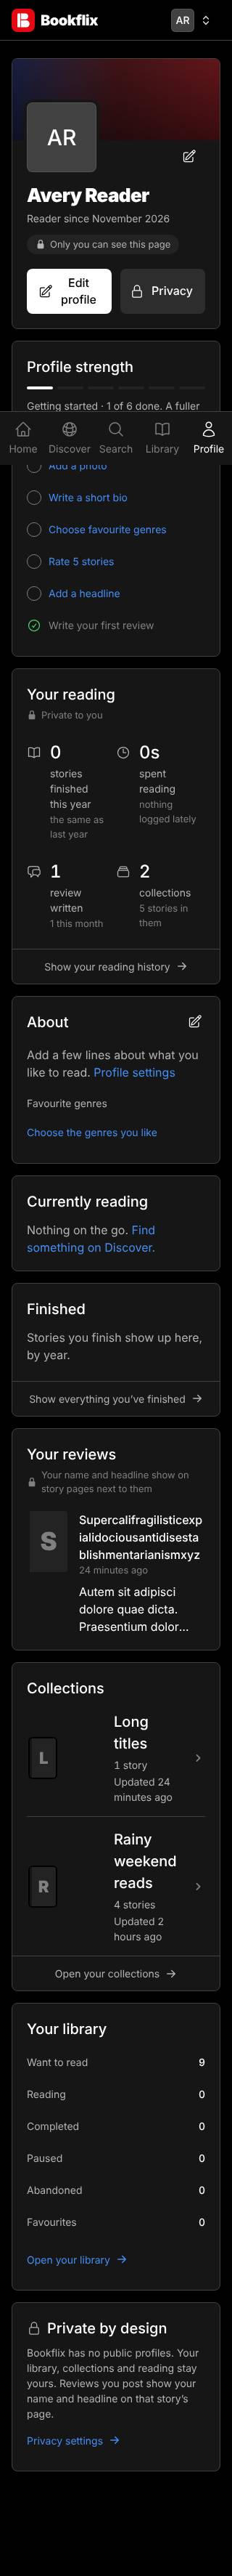 Bookflix
AR
AR
Avery Reader
Reader since November 2026
Only you can see this page
Edit
profile
Privacy
Profile strength
Getting started · 1 of 6 done. A fuller
Home
Discover
Search
Library
Profile
Add a photo
Write a short bio
Choose favourite genres
Rate 5 stories
Add a headline
Write your first review
Your reading
Private to you
0
stories
finished
this year
the same as
last year
0s
spent
reading
nothing
logged lately
1
review
written
1 this month
2
collections
5 stories in
them
Show your reading history
About
Add a few lines about what you
like to read. Profile settings
Favourite genres
Choose the genres you like
Currently reading
Nothing on the go. Find
something on Discover.
Finished
Stories you finish show up here,
by year.
Show everything you've finished
Your reviews
Your name and headline show on
story pages next to them
S
Supercalifragilisticexp
ialidociousantidisesta
blishmentarianismxyz
24 minutes ago
Autem sit adipisci
dolore quae dicta.
Praesentium dolor...
Collections
L
Long
titles
1 story
Updated 24
minutes ago
R
Rainy
weekend
reads
4 stories
Updated 2
hours ago
Open your collections
Your library
Want to read 9
Reading 0
Completed 0
Paused 0
Abandoned 0
Favourites 0
Open your library
Private by design
Bookflix has no public profiles. Your
library, collections and reading stay
yours. Reviews you post show your
name and headline on that story's
page.
Privacy settings